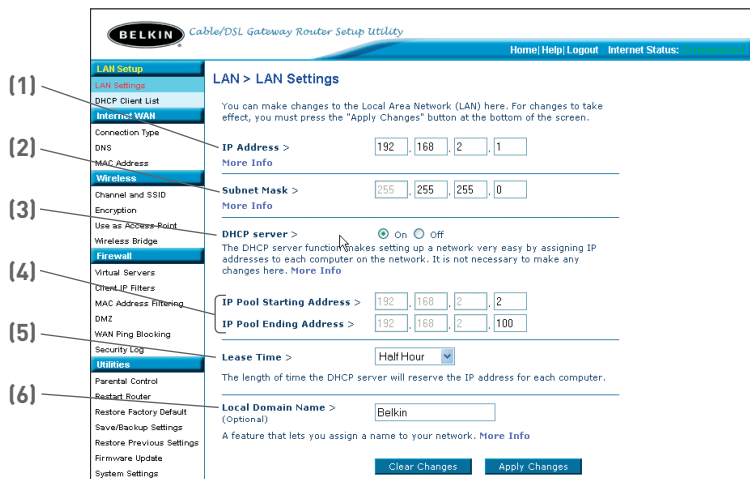 BELKIN Cable/DSL Gateway Router Setup Utility
Home| Help| Logout Internet Status:
LAN Setup
LAN Settings
DHCP Client List
Internet WAN
Connection Type
DNS
MAC Address
Wireless
Channel and SSID
Encryption
Use as Access Point
Wireless Bridge
Firewall
Virtual Servers
Client IP Filters
MAC Address Filtering
DMZ
WAN Ping Blocking
Security Log
Utilities
Parental Control
Restart Router
Restore Factory Default
Save/Backup Settings
Restore Previous Settings
Firmware Update
System Settings
LAN > LAN Settings
You can make changes to the Local Area Network (LAN) here. For changes to take
effect, you must press the "Apply Changes" button at the bottom of the screen.
(1)
IP Address > 192 . 168 . 2 . 1
More Info
(2)
Subnet Mask > 255 . 255 . 255 . 0
More Info
(3)
DHCP server > On Off
The DHCP server function makes setting up a network very easy by assigning IP
addresses to each computer on the network. It is not necessary to make any
changes here. More Info
(4)
IP Pool Starting Address > 192 . 168 . 2 . 2
IP Pool Ending Address > 192 . 168 . 2 . 100
(5)
Lease Time > Half Hour
The length of time the DHCP server will reserve the IP address for each computer.
(6)
Local Domain Name > Belkin
(Optional)
A feature that lets you assign a name to your network. More Info
Clear Changes Apply Changes